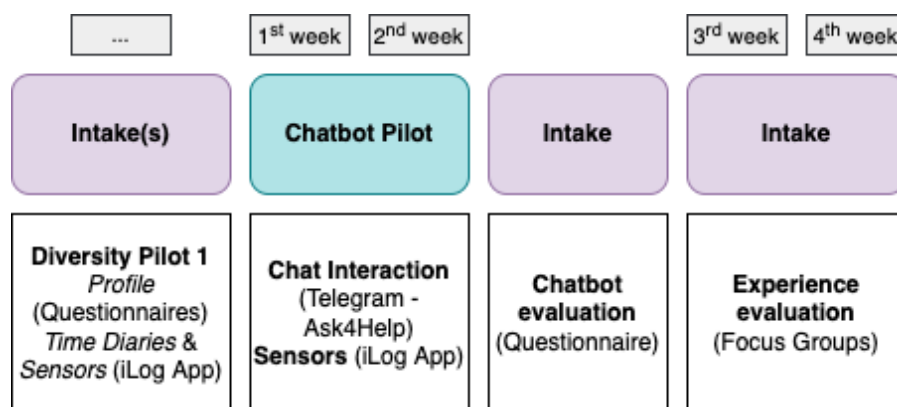 ...
1st week
2nd week
3rd week
4th week
Intake(s)
Chatbot Pilot
Intake
Intake
Diversity Pilot 1
Profile
(Questionnaires)
Time Diaries &
Sensors (iLog App)
Chat Interaction
(Telegram -
Ask4Help)
Sensors (iLog App)
Chatbot
evaluation
(Questionnaire)
Experience
evaluation
(Focus Groups)